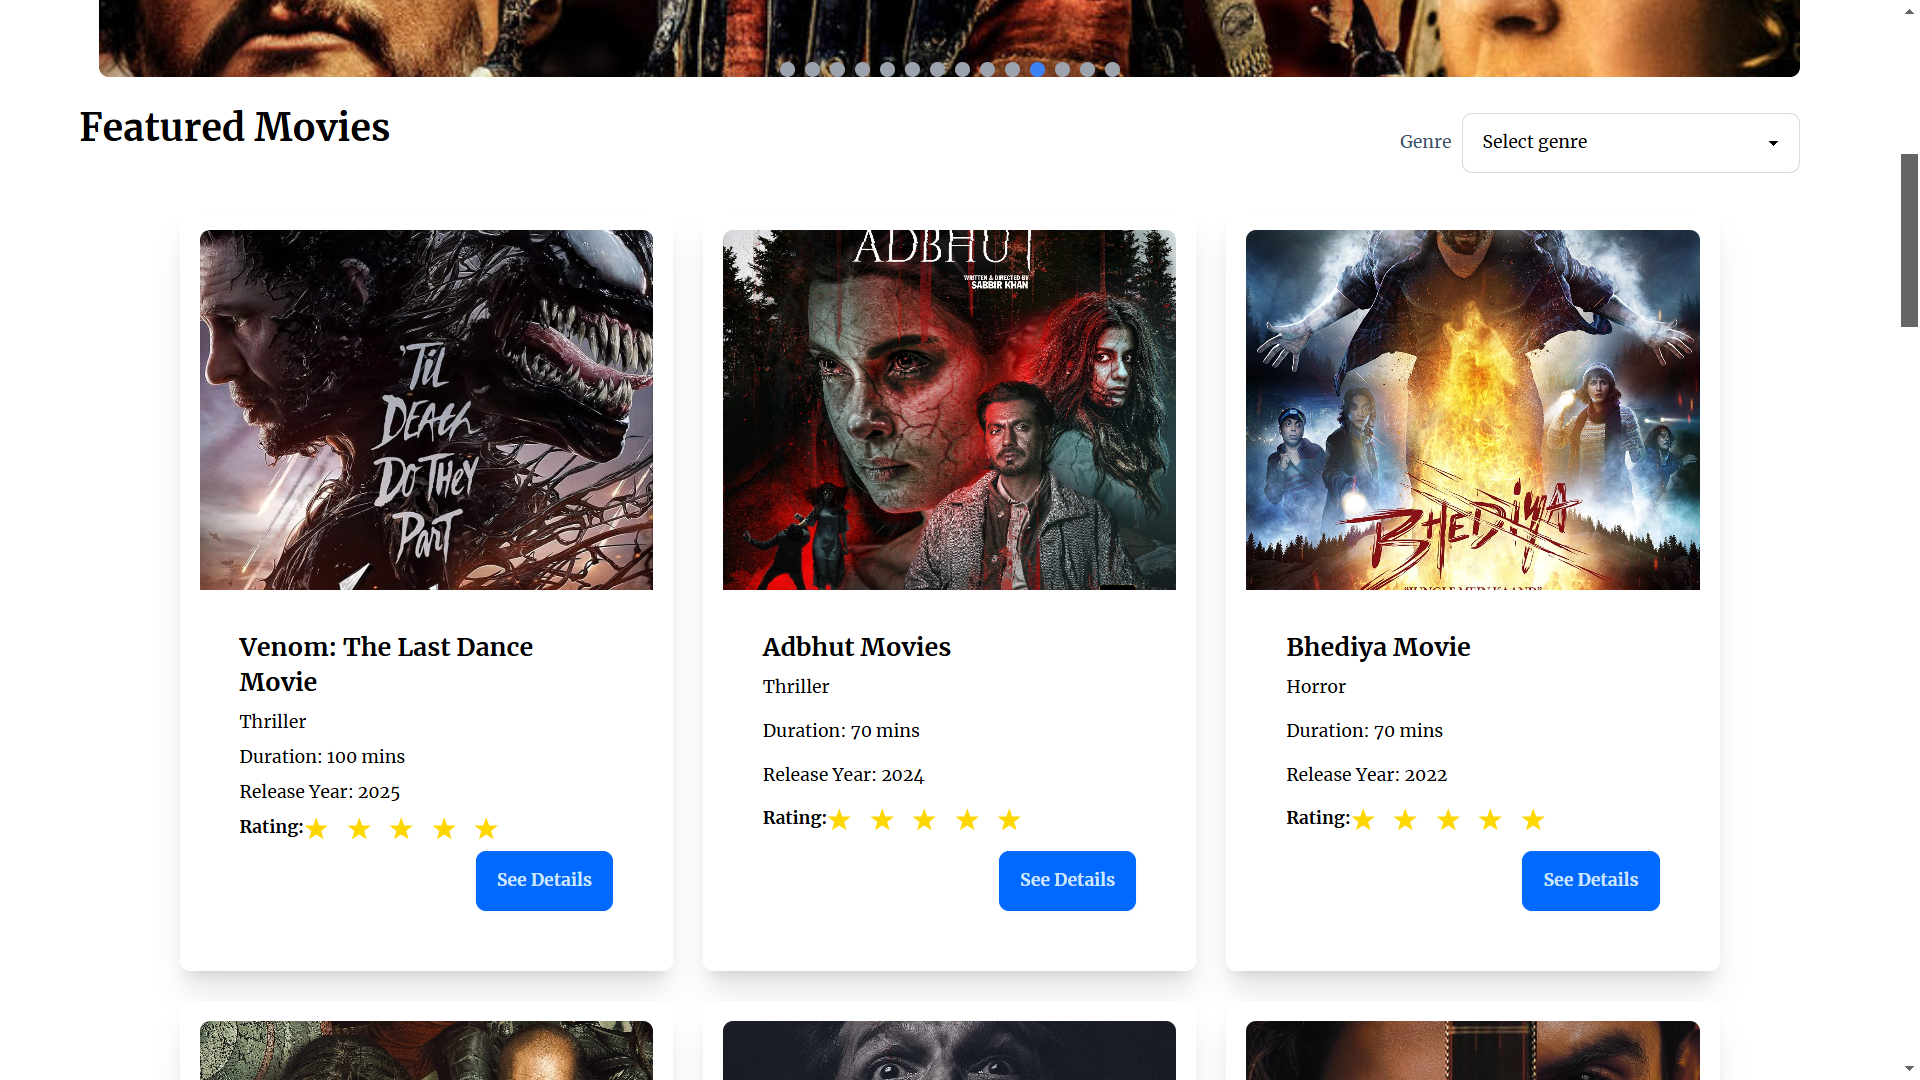 Featured Movies
Genre
Select genre
'TIL
DEATH
DO THEY
PART
ADBHUT
WRITTEN & DIRECTED BY
SABBIR KHAN
BHEDIYA
Venom: The Last Dance
Movie
Thriller
Duration: 100 mins
Release Year: 2025
Rating:
See Details
Adbhut Movies
Thriller
Duration: 70 mins
Release Year: 2024
Rating:
See Details
Bhediya Movie
Horror
Duration: 70 mins
Release Year: 2022
Rating:
See Details